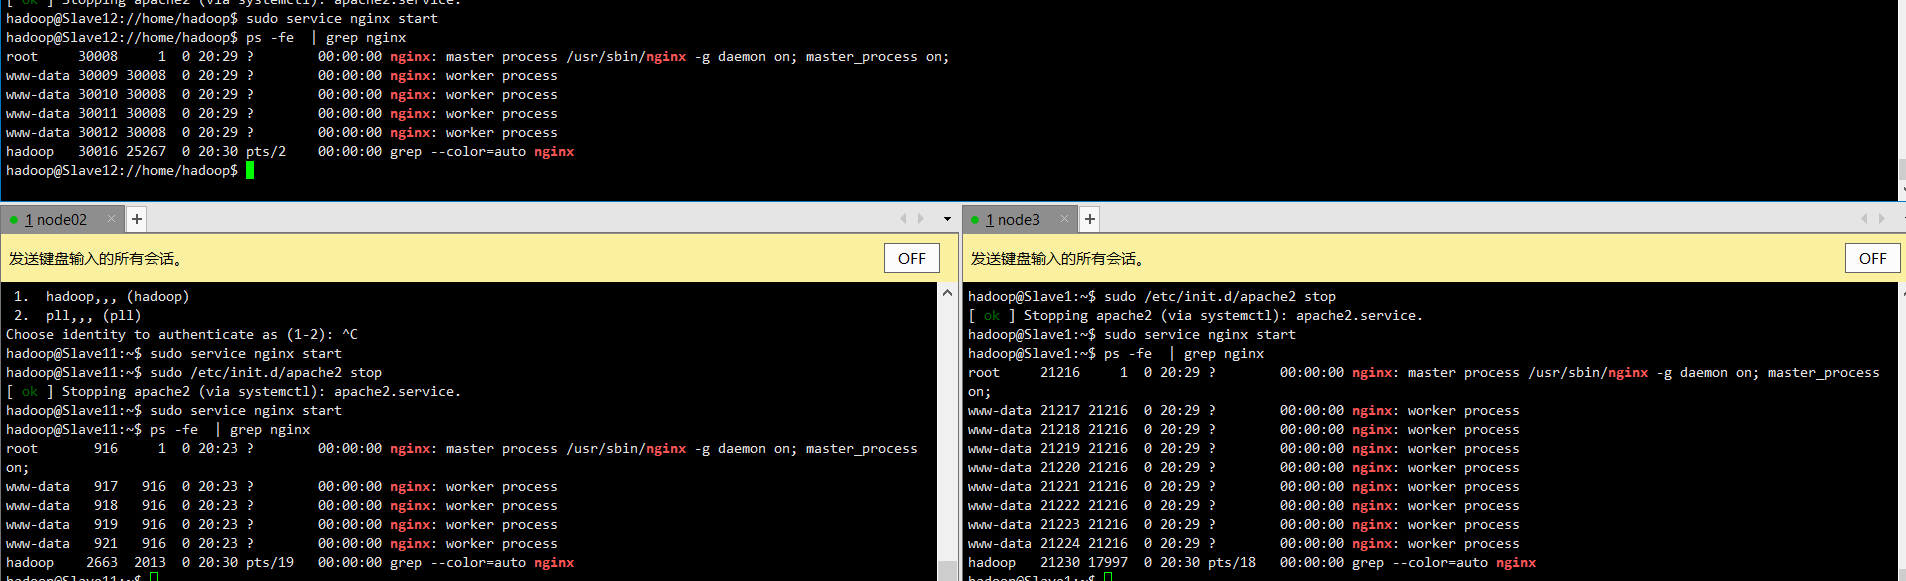 [ ok ] Stopping apache2 (via systemctl): apache2.service.
hadoop@Slave12://home/hadoop$ sudo service nginx start
hadoop@Slave12://home/hadoop$ ps -fe  | grep nginx
root     30008     1  0 20:29 ?        00:00:00 nginx: master process /usr/sbin/nginx -g daemon on; master_process on;
www-data 30009 30008  0 20:29 ?        00:00:00 nginx: worker process
www-data 30010 30008  0 20:29 ?        00:00:00 nginx: worker process
www-data 30011 30008  0 20:29 ?        00:00:00 nginx: worker process
www-data 30012 30008  0 20:29 ?        00:00:00 nginx: worker process
hadoop   30016 25267  0 20:30 pts/2    00:00:00 grep --color=auto nginx
hadoop@Slave12://home/hadoop$
1 node02
发送键盘输入的所有会话。
OFF
 1.  hadoop,,, (hadoop)
 2.  pll,,, (pll)
Choose identity to authenticate as (1-2): ^C
hadoop@Slave11:~$ sudo service nginx start
hadoop@Slave11:~$ sudo /etc/init.d/apache2 stop
[ ok ] Stopping apache2 (via systemctl): apache2.service.
hadoop@Slave11:~$ sudo service nginx start
hadoop@Slave11:~$ ps -fe  | grep nginx
root       916     1  0 20:23 ?        00:00:00 nginx: master process /usr/sbin/nginx -g daemon on; master_process
on;
www-data   917   916  0 20:23 ?        00:00:00 nginx: worker process
www-data   918   916  0 20:23 ?        00:00:00 nginx: worker process
www-data   919   916  0 20:23 ?        00:00:00 nginx: worker process
www-data   921   916  0 20:23 ?        00:00:00 nginx: worker process
hadoop    2663  2013  0 20:30 pts/19   00:00:00 grep --color=auto nginx
hadoop@Slave11:~$
1 node3
发送键盘输入的所有会话。
OFF
hadoop@Slave1:~$ sudo /etc/init.d/apache2 stop
[ ok ] Stopping apache2 (via systemctl): apache2.service.
hadoop@Slave1:~$ sudo service nginx start
hadoop@Slave1:~$ ps -fe  | grep nginx
root     21216     1  0 20:29 ?        00:00:00 nginx: master process /usr/sbin/nginx -g daemon on; master_process
on;
www-data 21217 21216  0 20:29 ?        00:00:00 nginx: worker process
www-data 21218 21216  0 20:29 ?        00:00:00 nginx: worker process
www-data 21219 21216  0 20:29 ?        00:00:00 nginx: worker process
www-data 21220 21216  0 20:29 ?        00:00:00 nginx: worker process
www-data 21221 21216  0 20:29 ?        00:00:00 nginx: worker process
www-data 21222 21216  0 20:29 ?        00:00:00 nginx: worker process
www-data 21223 21216  0 20:29 ?        00:00:00 nginx: worker process
www-data 21224 21216  0 20:29 ?        00:00:00 nginx: worker process
hadoop   21230 17997  0 20:30 pts/18   00:00:00 grep --color=auto nginx
hadoop@Slave1:~$